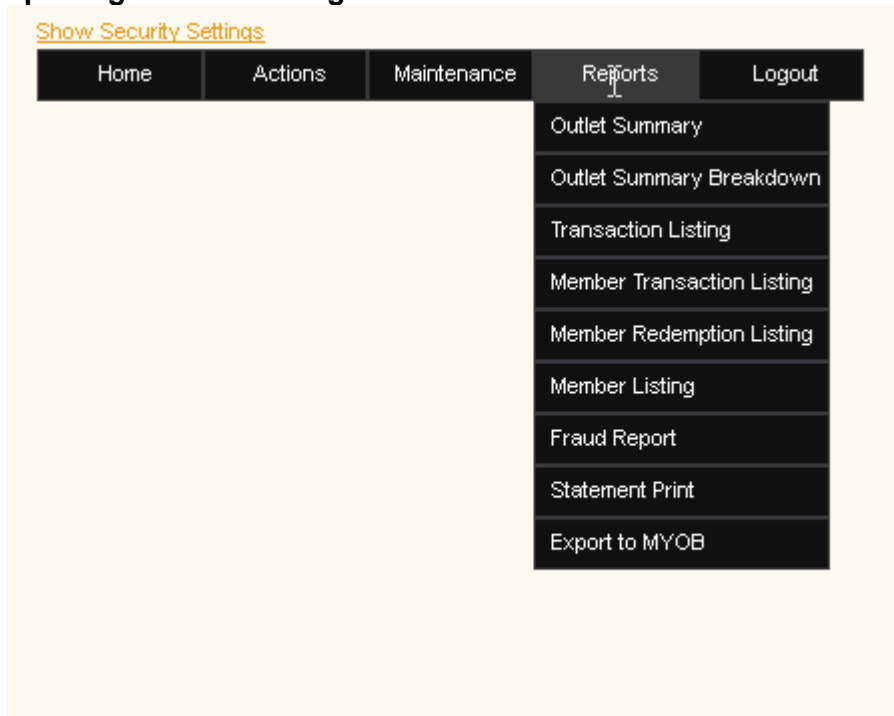 Show Security Settings
Home Actions Maintenance Reports Logout
Outlet Summary
Outlet Summary Breakdown
Transaction Listing
Member Transaction Listing
Member Redemption Listing
Member Listing
Fraud Report
Statement Print
Export to MYOB